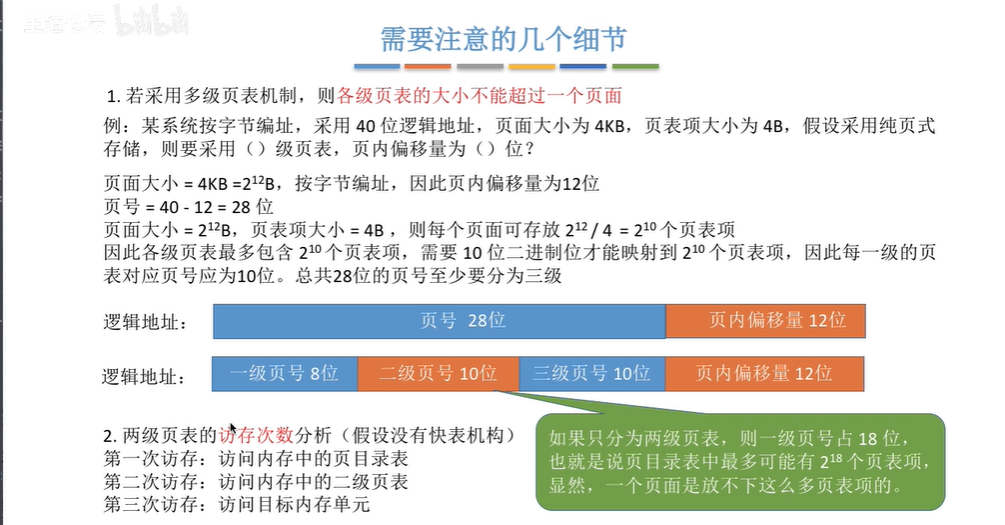 王道论坛 bilibili
需要注意的几个细节
1. 若采用多级页表机制，则各级页表的大小不能超过一个页面
例：某系统按字节编址，采用 40 位逻辑地址，页面大小为 4KB，页表项大小为 4B，假设采用纯页式
存储，则要采用（）级页表，页内偏移量为（）位？
页面大小 = 4KB =2¹²B，按字节编址，因此页内偏移量为12位
页号 = 40 - 12 = 28 位
页面大小 = 2¹²B，页表项大小 = 4B ，则每个页面可存放 2¹² / 4 = 2¹⁰ 个页表项
因此各级页表最多包含 2¹⁰ 个页表项，需要 10 位二进制位才能映射到 2¹⁰ 个页表项，因此每一级的页
表对应页号应为10位。总共28位的页号至少要分为三级
逻辑地址： 页号 28位 页内偏移量 12位
逻辑地址： 一级页号 8位 二级页号 10位 三级页号 10位 页内偏移量 12位
2. 两级页表的访存次数分析（假设没有快表机构）
第一次访存：访问内存中的页目录表
第二次访存：访问内存中的二级页表
第三次访存：访问目标内存单元
如果只分为两级页表，则一级页号占 18 位，
也就是说页目录表中最多可能有 2¹⁸ 个页表项，
显然，一个页面是放不下这么多页表项的。